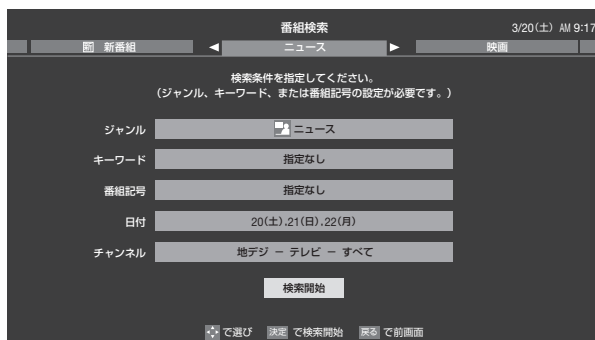 番組検索 3/20(土) AM 9:17
新 新番組 ◀ ニュース ▶ 映画
検索条件を指定してください。
(ジャンル、キーワード、または番組記号の設定が必要です。)
ジャンル ニュース
キーワード 指定なし
番組記号 指定なし
日付 20(土),21(日),22(月)
チャンネル 地デジ － テレビ － すべて
検索開始
で選び 決定 で検索開始 戻る で前画面